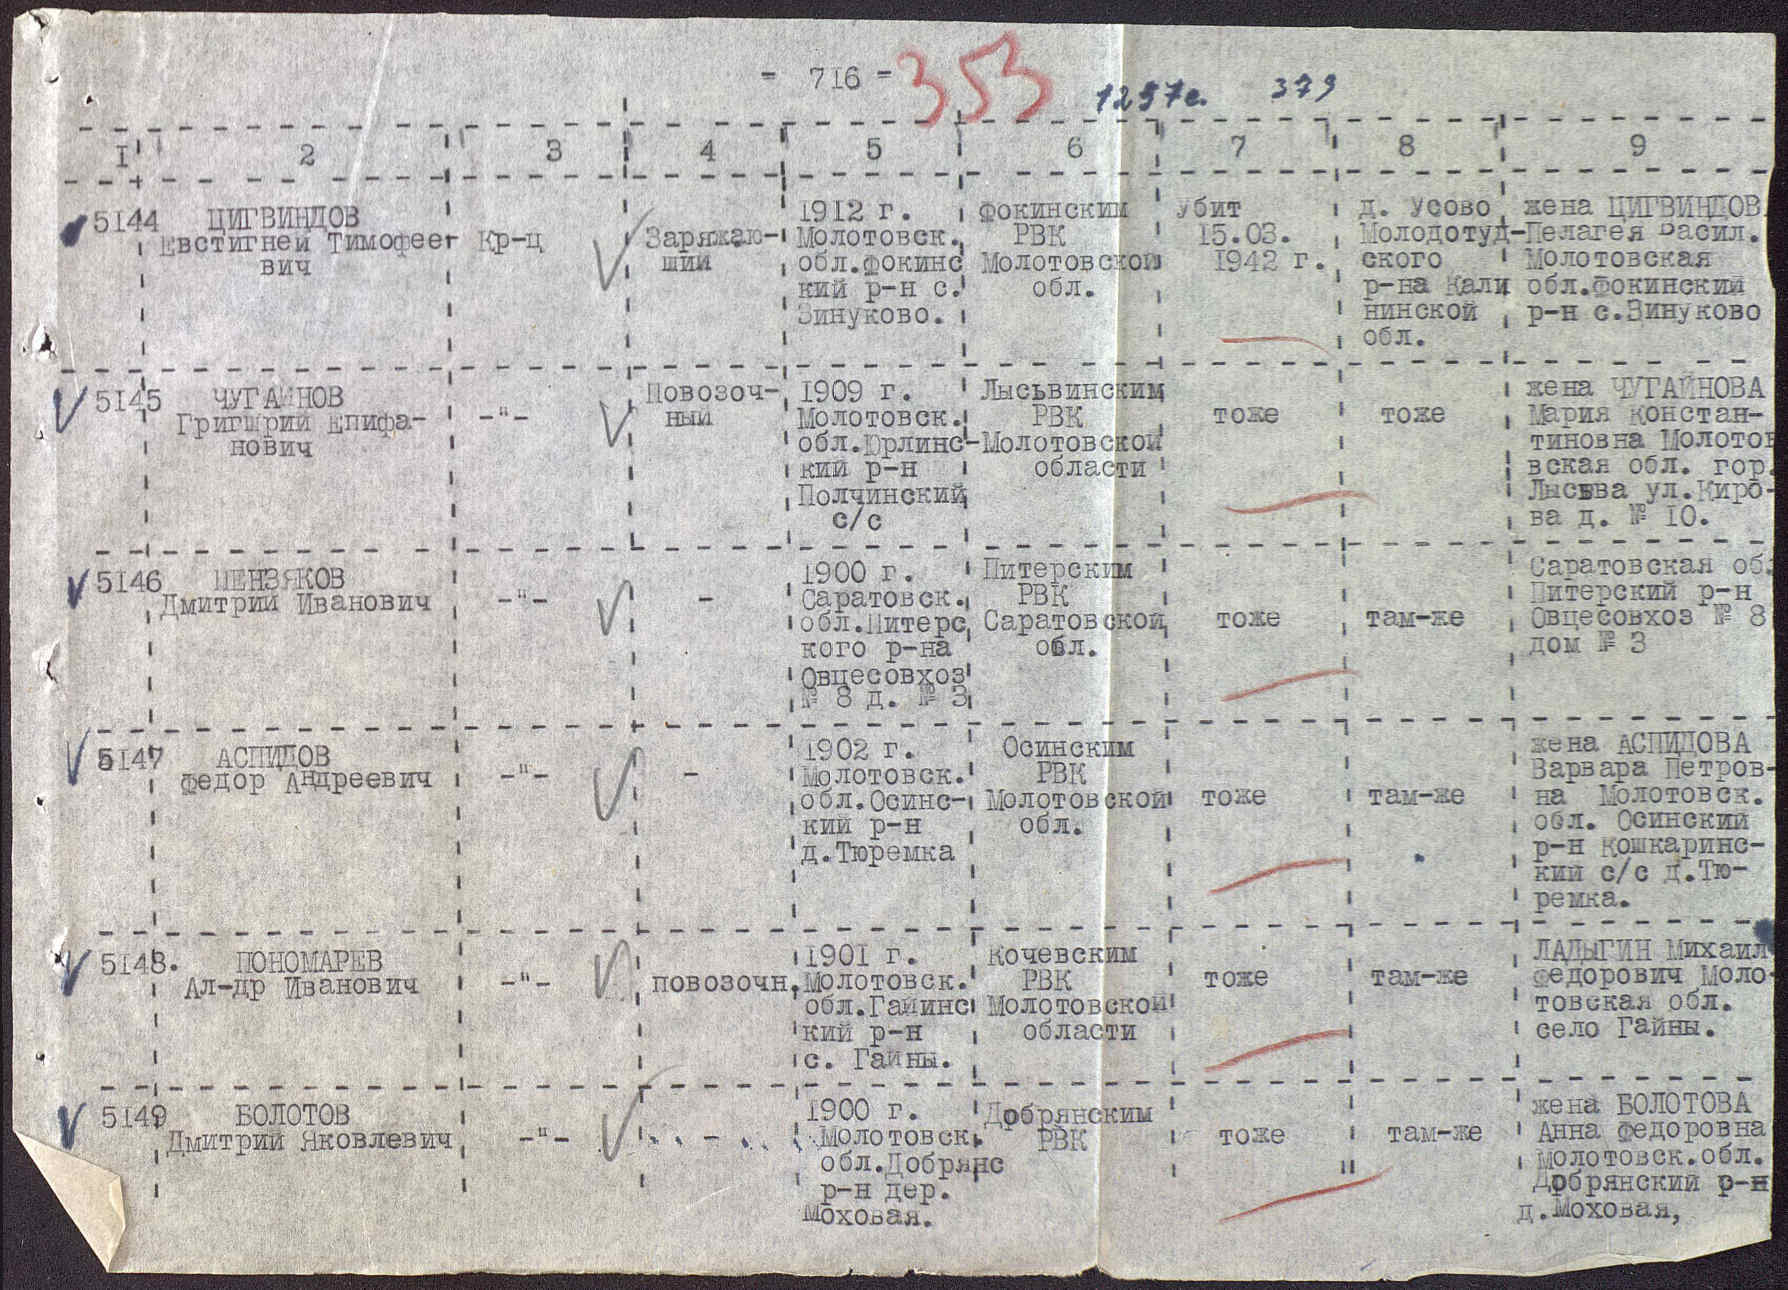 - 716 -
353
1257с. 379
I 2 3 4 5 6 7 8 9
5144 ЦИГВИНДОВ
Евстигней Тимофее-
вич
Кр-ц
Заряжаю-
щий
1912 г.
Молотовск.
обл.Фокинс
кий р-н с.
Зинуково.
Фокинским
РВК
Молотовской
обл.
Убит
15.03.
1942 г.
д. Усово
Молодотуд-
ского
р-на Кали
нинской
обл.
жена ЦИГВИНДОВ
Пелагея Васил.
Молотовская
обл.Фокинский
р-н с.Зинуково
5145 ЧУГАЙНОВ
Григорий Епифа-
нович
-"-
Повозоч-
ный
1909 г.
Молотовск.
обл.Юрлинс-
кий р-н
Полчинский
с/с
Лысьвинским
РВК
Молотовской
области
тоже
тоже
жена ЧУГАЙНОВА
Мария Констан-
тиновна Молотов
вская обл. гор.
Лысьва ул.Киро-
ва д. № 10.
5146 ПЕНЗЯКОВ
Дмитрий Иванович
-"-
-
1900 г.
Саратовск.
обл.Питерс
кого р-на
Овцесовхоз
№ 8 д. № 3
Питерским
РВК
Саратовской
обл.
тоже
там-же
Саратовская об.
Питерский р-н
Овцесовхоз № 8
дом № 3
5147 АСПИДОВ
Федор Андреевич
-"-
-
1902 г.
Молотовск.
обл.Осинс-
кий р-н
д.Тюремка
Осинским
РВК
Молотовской
обл.
тоже
там-же
жена АСПИДОВА
Варвара Петров-
на Молотовск.
обл. Осинский
р-н Кошкаринс-
кий с/с д.Тю-
ремка.
5148. ПОНОМАРЕВ
Ал-др Иванович
-"-
повозочн.
1901 г.
Молотовск.
обл.Гайинс
кий р-н
с. Гайны.
Кочевским
РВК
Молотовской
области
тоже
там-же
ЛАДЫГИН Михаил
Федорович Моло-
товская обл.
село Гайны.
5149 БОЛОТОВ
Дмитрий Яковлевич
-"-
-
1900 г.
Молотовск.
обл.Добрянс
р-н дер.
Моховая.
Добрянским
РВК
тоже
там-же
жена БОЛОТОВА
Анна Федоровна
Молотовск.обл.
Добрянский р-н
д.Моховая,